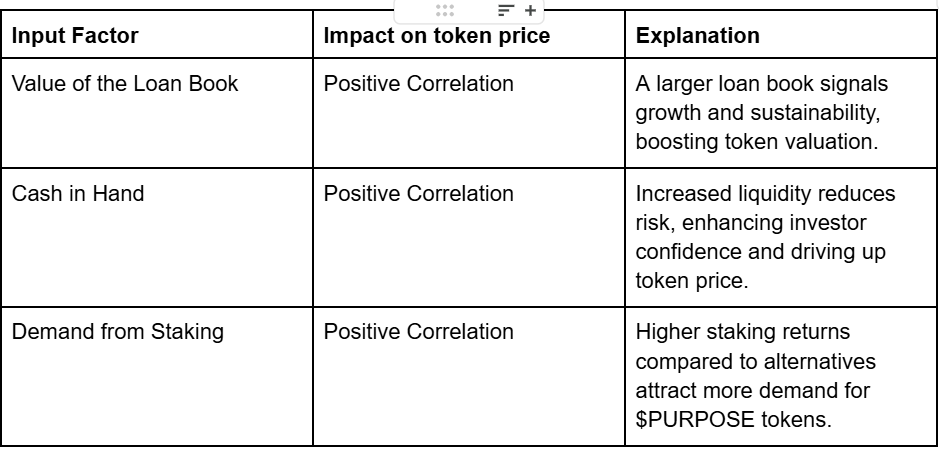 Input Factor
Impact on token price
Explanation
Value of the Loan Book
Positive Correlation
A larger loan book signals
growth and sustainability,
boosting token valuation.
Cash in Hand
Positive Correlation
Increased liquidity reduces
risk, enhancing investor
confidence and driving up
token price.
Demand from Staking
Positive Correlation
Higher staking returns
compared to alternatives
attract more demand for
$PURPOSE tokens.